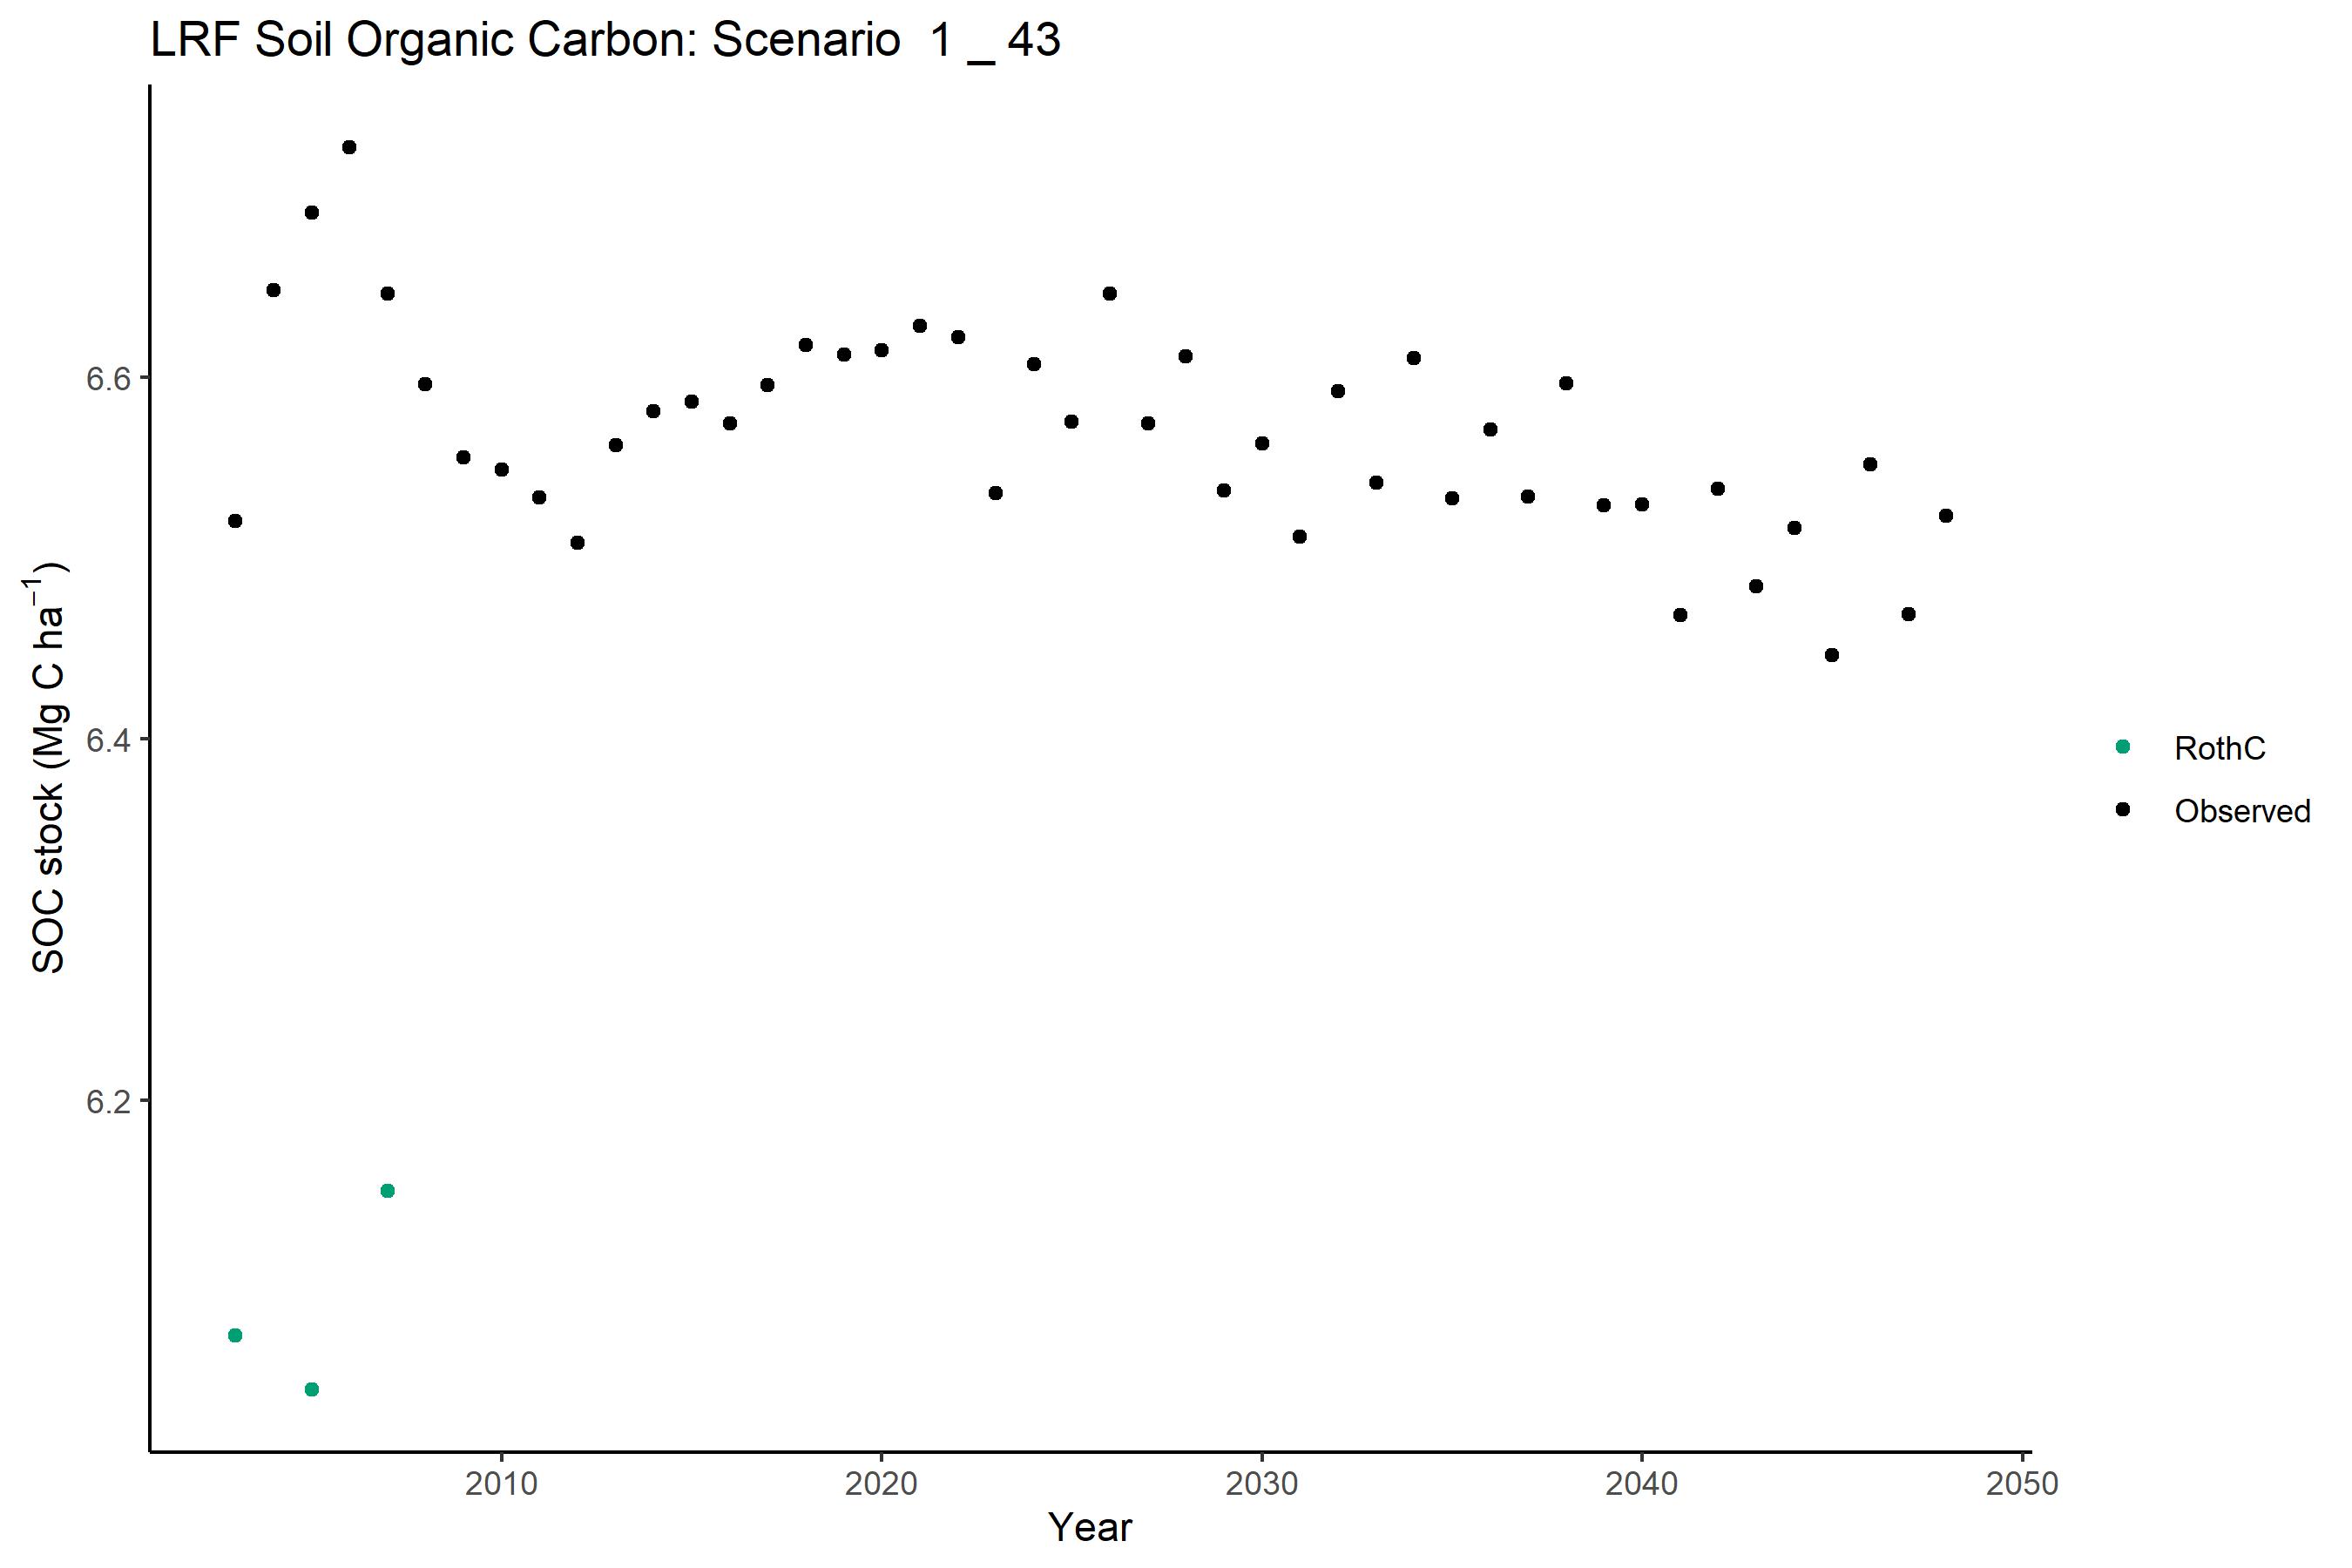 LRF Soil Organic Carbon: Scenario  1 _ 43
SOC stock (Mg C ha⁻¹)
6.6
6.4
6.2
2010 2020 2030 2040 2050
Year
RothC
Observed